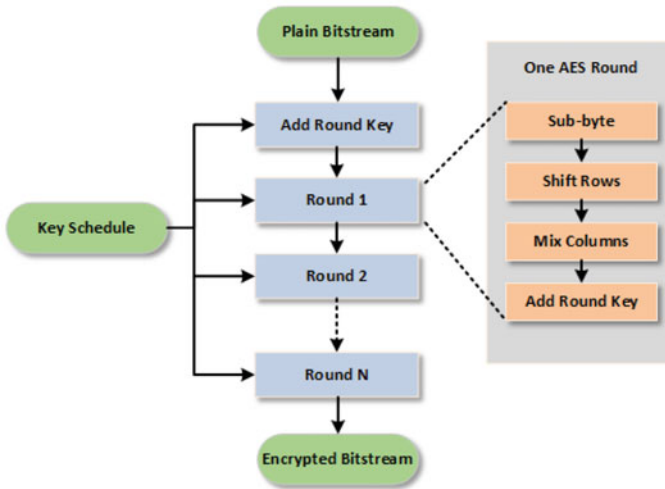 Plain Bitstream
Add Round Key
Round 1
Key Schedule
Round 2
Round N
Encrypted Bitstream
One AES Round
Sub-byte
Shift Rows
Mix Columns
Add Round Key